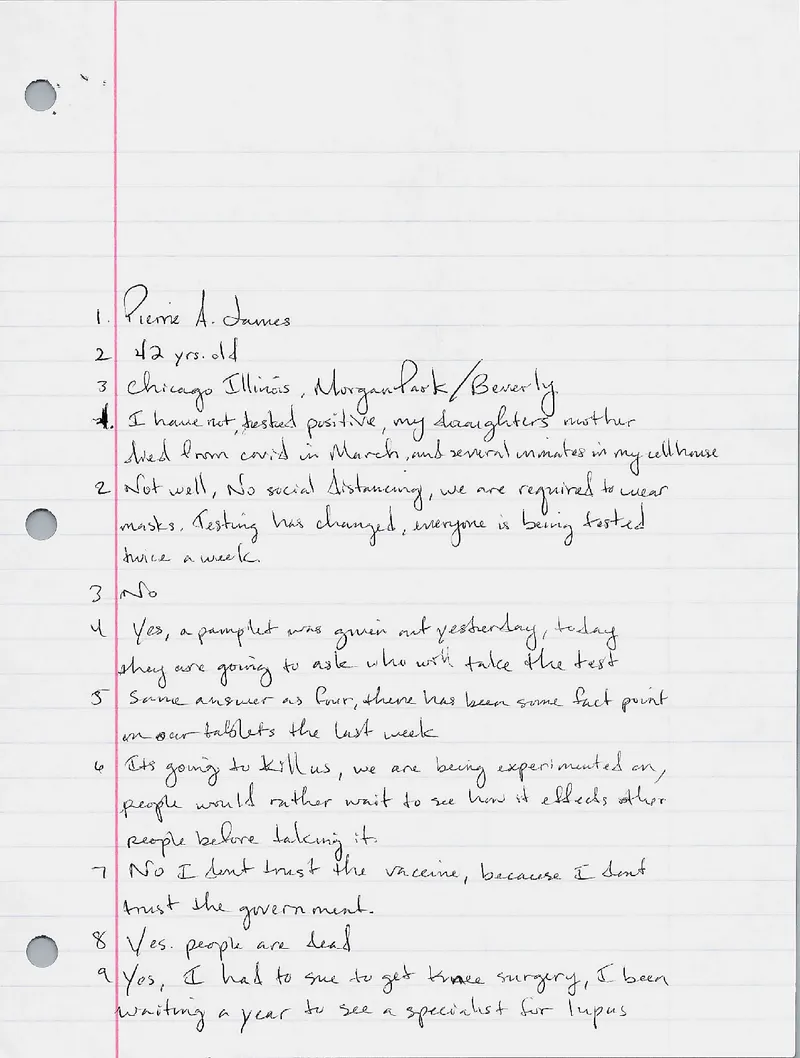 1. Pierrie A. James
2 42 yrs. old
3 Chicago Illinois, Morgan Park/Beverly
1. I have not, tested positive, my daughters mother
died from covid in March, and several inmates in my cellhouse
2 Not well, No social distancing, we are required to wear
masks. Testing has changed, everyone is being tested
twice a week.
3 No
4 Yes, a pamplet was given out yesterday, today
they are going to ask who will take the test
5 Same answer as four, there has been some fact point
on our tablets the last week
6 Its going to kill us, we are being experimented on,
people would rather wait to see how it effects other
people before taking it.
7 No I dont trust the vaccine, because I dont
trust the government.
8 Yes. people are dead
9 Yes, I had to sue to get knee surgery, I been
waiting a year to see a specialist for lupus